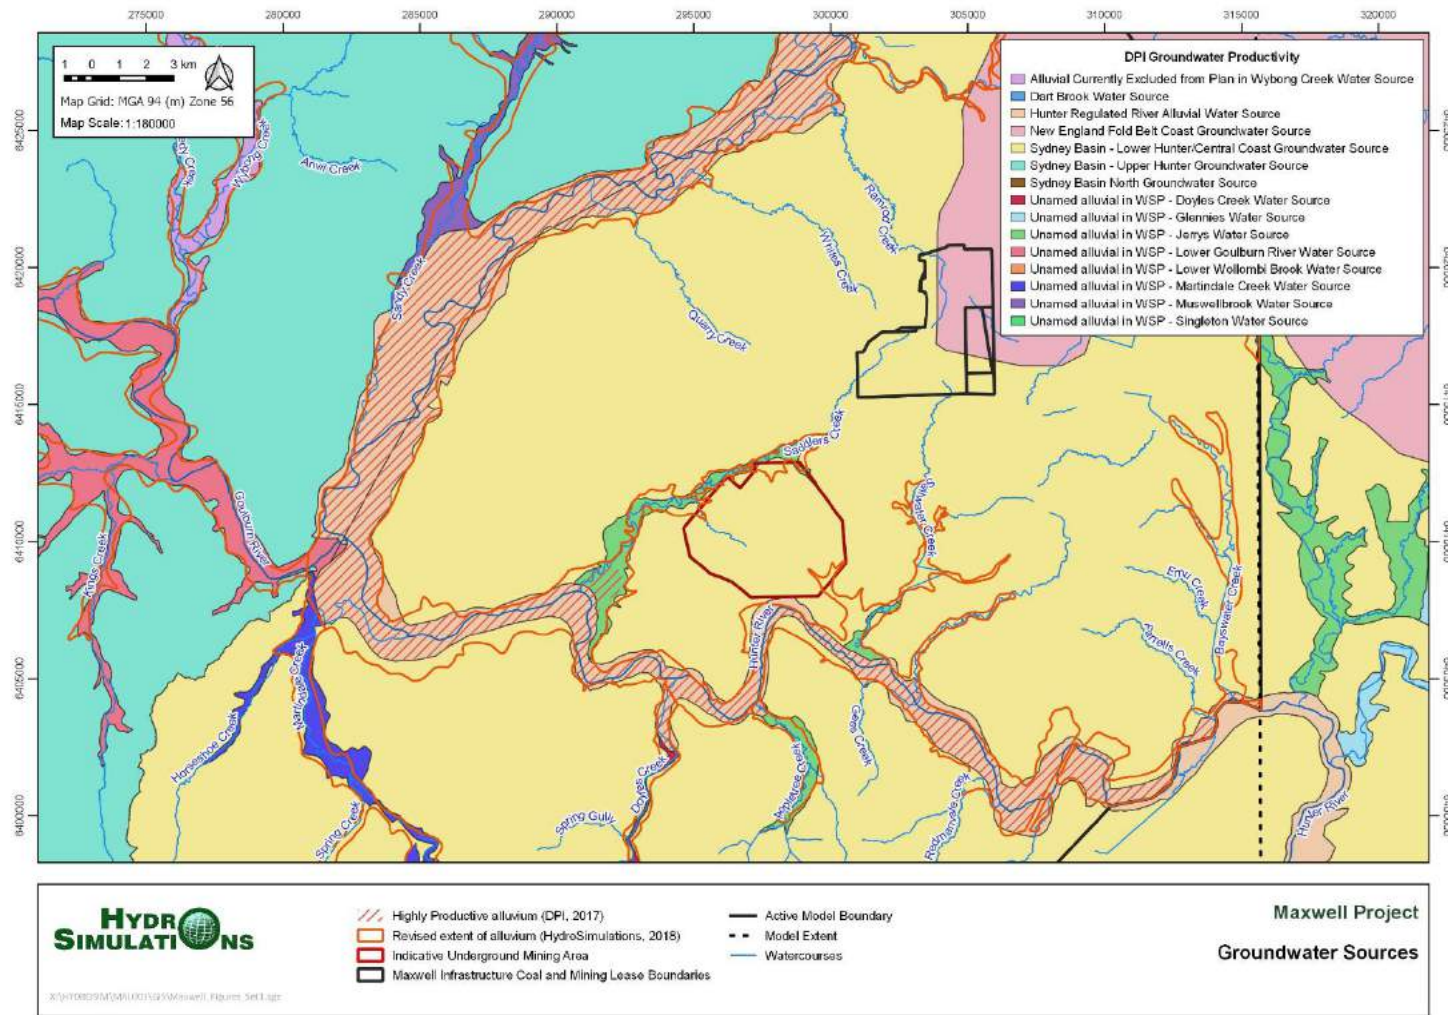 275000 280000 285000 290000 295000 300000 305000 310000 315000 320000
1 0 1 2 3 km
Map Grid: MGA 94 (m) Zone 56
Map Scale: 1:180000
DPI Groundwater Productivity
Alluvial Currently Excluded from Plan in Wybong Creek Water Source
Dart Brook Water Source
Hunter Regulated River Alluvial Water Source
New England Fold Belt Coast Groundwater Source
Sydney Basin - Lower Hunter/Central Coast Groundwater Source
Sydney Basin - Upper Hunter Groundwater Source
Sydney Basin North Groundwater Source
Unamed alluvial in WSP - Doyles Creek Water Source
Unamed alluvial in WSP - Glennies Water Source
Unamed alluvial in WSP - Jerrys Water Source
Unamed alluvial in WSP - Lower Goulburn River Water Source
Unamed alluvial in WSP - Lower Wollombi Brook Water Source
Unamed alluvial in WSP - Martindale Creek Water Source
Unamed alluvial in WSP - Muswellbrook Water Source
Unamed alluvial in WSP - Singleton Water Source
6425000
6420000
6415000
6410000
6405000
6400000
Wybong Creek
Anvil Creek
Sandy Creek
Ramrod Creek
Whites Creek
Quarry Creek
Saddlers Creek
Saltwater Creek
Goulburn River
Kings Creek
Hunter River
Emu Creek
Bayswater Creek
Parnells Creek
Martindale Creek
Horseshoe Creek
Doyles Creek
Appletree Creek
Spring Gully
Spring Creek
Redmanvale Creek
Hunter River
HYDRO
SIMULATIONS
Highly Productive alluvium (DPI, 2017)
Revised extent of alluvium (HydroSimulations, 2018)
Indicative Underground Mining Area
Maxwell Infrastructure Coal and Mining Lease Boundaries
Active Model Boundary
Model Extent
Watercourses
Maxwell Project
Groundwater Sources